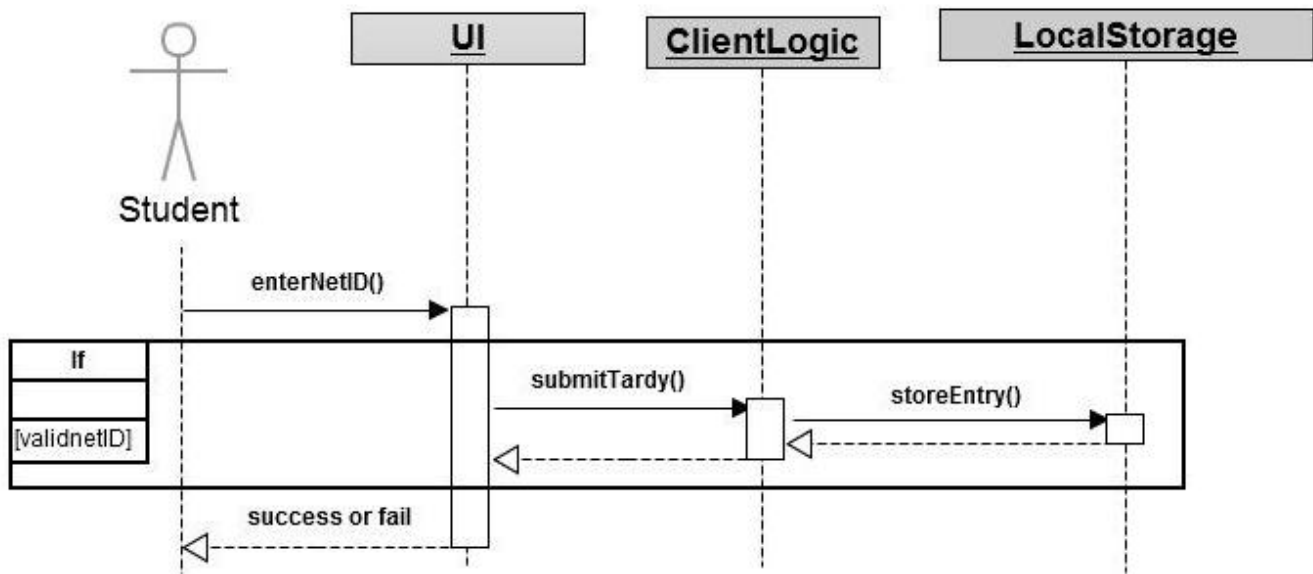 UI
ClientLogic
LocalStorage
Student
enterNetID()
If
submitTardy()
storeEntry()
[validnetID]
success or fail